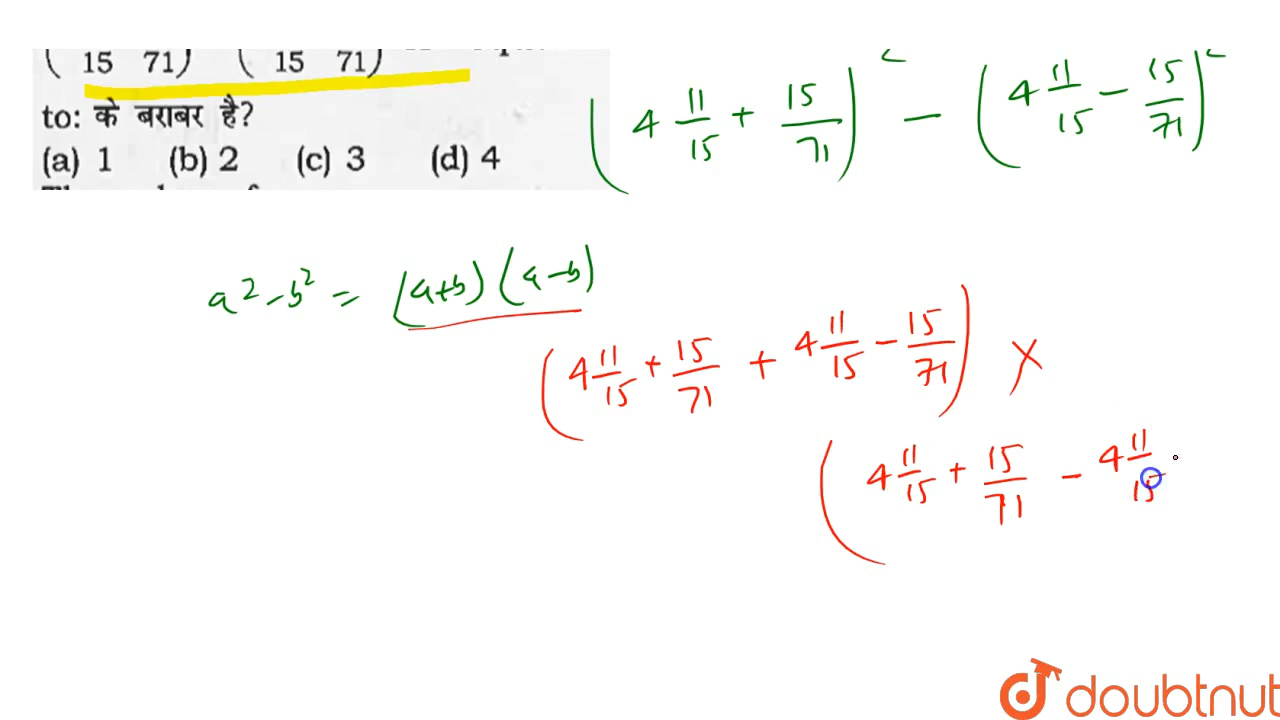 (15 71) (15 71)
to: के बराबर है?
(a) 1 (b) 2 (c) 3 (d) 4
(4 11/15 + 15/71)² − (4 11/15 − 15/71)²
a² − b² = (a+b) (a−b)
(4 11/15 + 15/71 + 4 11/15 − 15/71) ×
(4 11/15 + 15/71 − 4 11/15
doubtnut